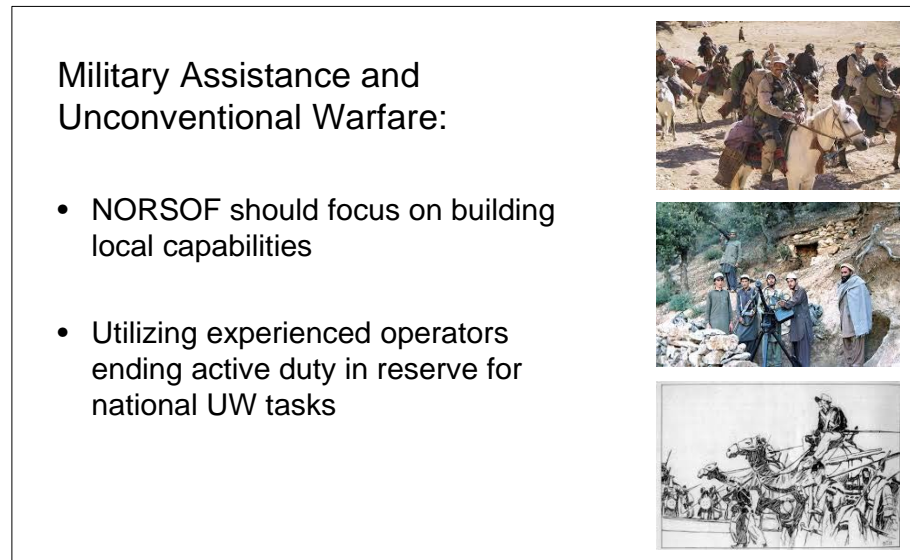 Military Assistance and
Unconventional Warfare:
• NORSOF should focus on building
local capabilities
• Utilizing experienced operators
ending active duty in reserve for
national UW tasks